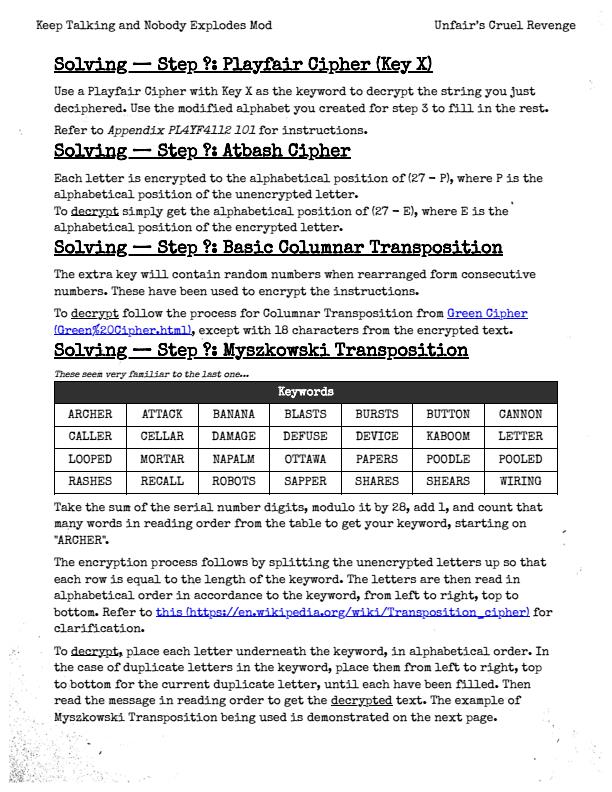 Keep Talking and Nobody Explodes Mod Unfair's Cruel Revenge
Solving — Step ?: Playfair Cipher (Key X)
Use a Playfair Cipher with Key X as the keyword to decrypt the string you just
deciphered. Use the modified alphabet you created for step 3 to fill in the rest.
Refer to Appendix PL4YF4112 101 for instructions.
Solving — Step ?: Atbash Cipher
Each letter is encrypted to the alphabetical position of (27 - P), where P is the
alphabetical position of the unencrypted letter.
To decrypt simply get the alphabetical position of (27 - E), where E is the
alphabetical position of the encrypted letter.
Solving — Step ?: Basic Columnar Transposition
The extra key will contain random numbers when rearranged form consecutive
numbers. These have been used to encrypt the instructions.
To decrypt follow the process for Columnar Transposition from Green Cipher
(Green%20Cipher.html), except with 18 characters from the encrypted text.
Solving — Step ?: Myszkowski Transposition
These seem very familiar to the last one...
Keywords
ARCHER ATTACK BANANA BLASTS BURSTS BUTTON CANNON
CALLER CELLAR DAMAGE DEFUSE DEVICE KABOOM LETTER
LOOPED MORTAR NAPALM OTTAWA PAPERS POODLE POOLED
RASHES RECALL ROBOTS SAPPER SHARES SHEARS WIRING
Take the sum of the serial number digits, modulo it by 28, add 1, and count that
many words in reading order from the table to get your keyword, starting on
"ARCHER".
The encryption process follows by splitting the unencrypted letters up so that
each row is equal to the length of the keyword. The letters are then read in
alphabetical order in accordance to the keyword, from left to right, top to
bottom. Refer to this (https://en.wikipedia.org/wiki/Transposition_cipher) for
clarification.
To decrypt, place each letter underneath the keyword, in alphabetical order. In
the case of duplicate letters in the keyword, place them from left to right, top
to bottom for the current duplicate letter, until each have been filled. Then
read the message in reading order to get the decrypted text. The example of
Myszkowski Transposition being used is demonstrated on the next page.